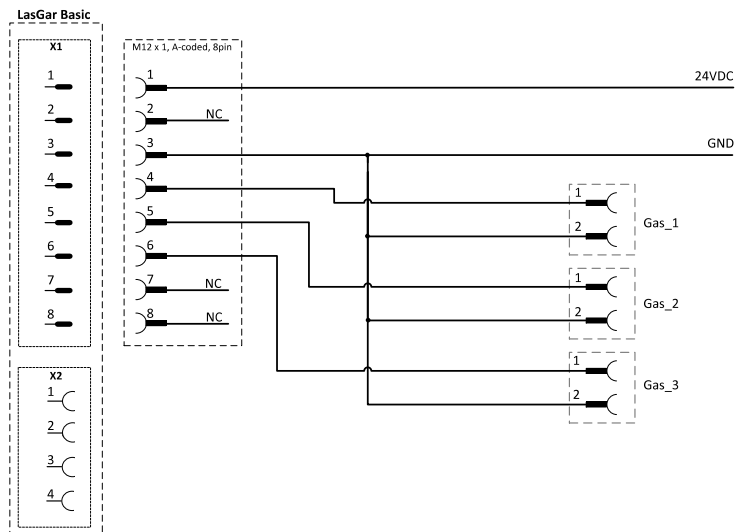 LasGar Basic
X1
1
2
3
4
5
6
7
8
X2
1
2
3
4
M12 x 1, A-coded, 8pin
1
2 NC
3
4
5
6
7 NC
8 NC
24VDC
GND
1
2
Gas_1
1
2
Gas_2
1
2
Gas_3